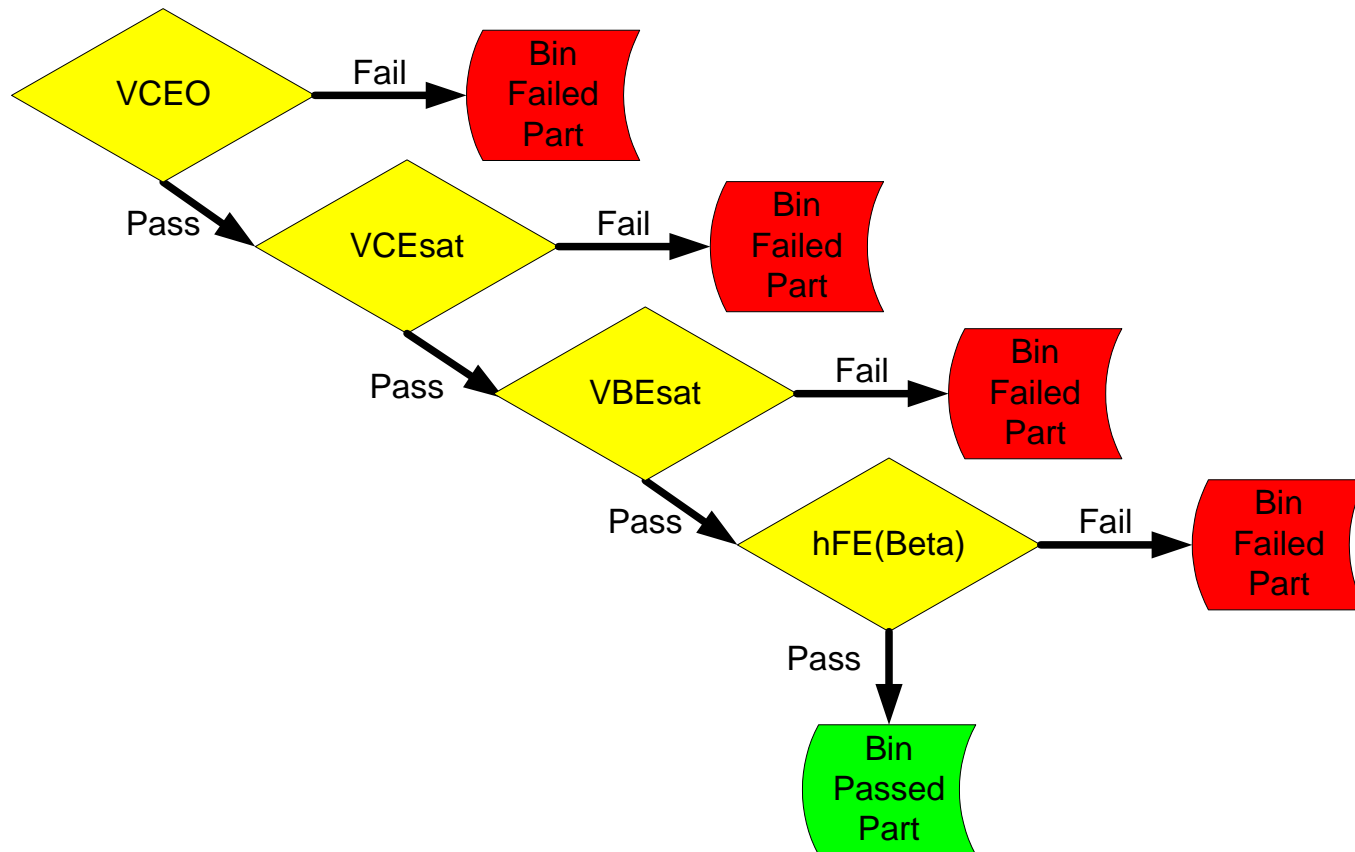 VCEO
Fail
Bin
Failed
Part
Pass
VCEsat
Fail
Bin
Failed
Part
Pass
VBEsat
Fail
Bin
Failed
Part
Pass
hFE(Beta)
Fail
Bin
Failed
Part
Pass
Bin
Passed
Part